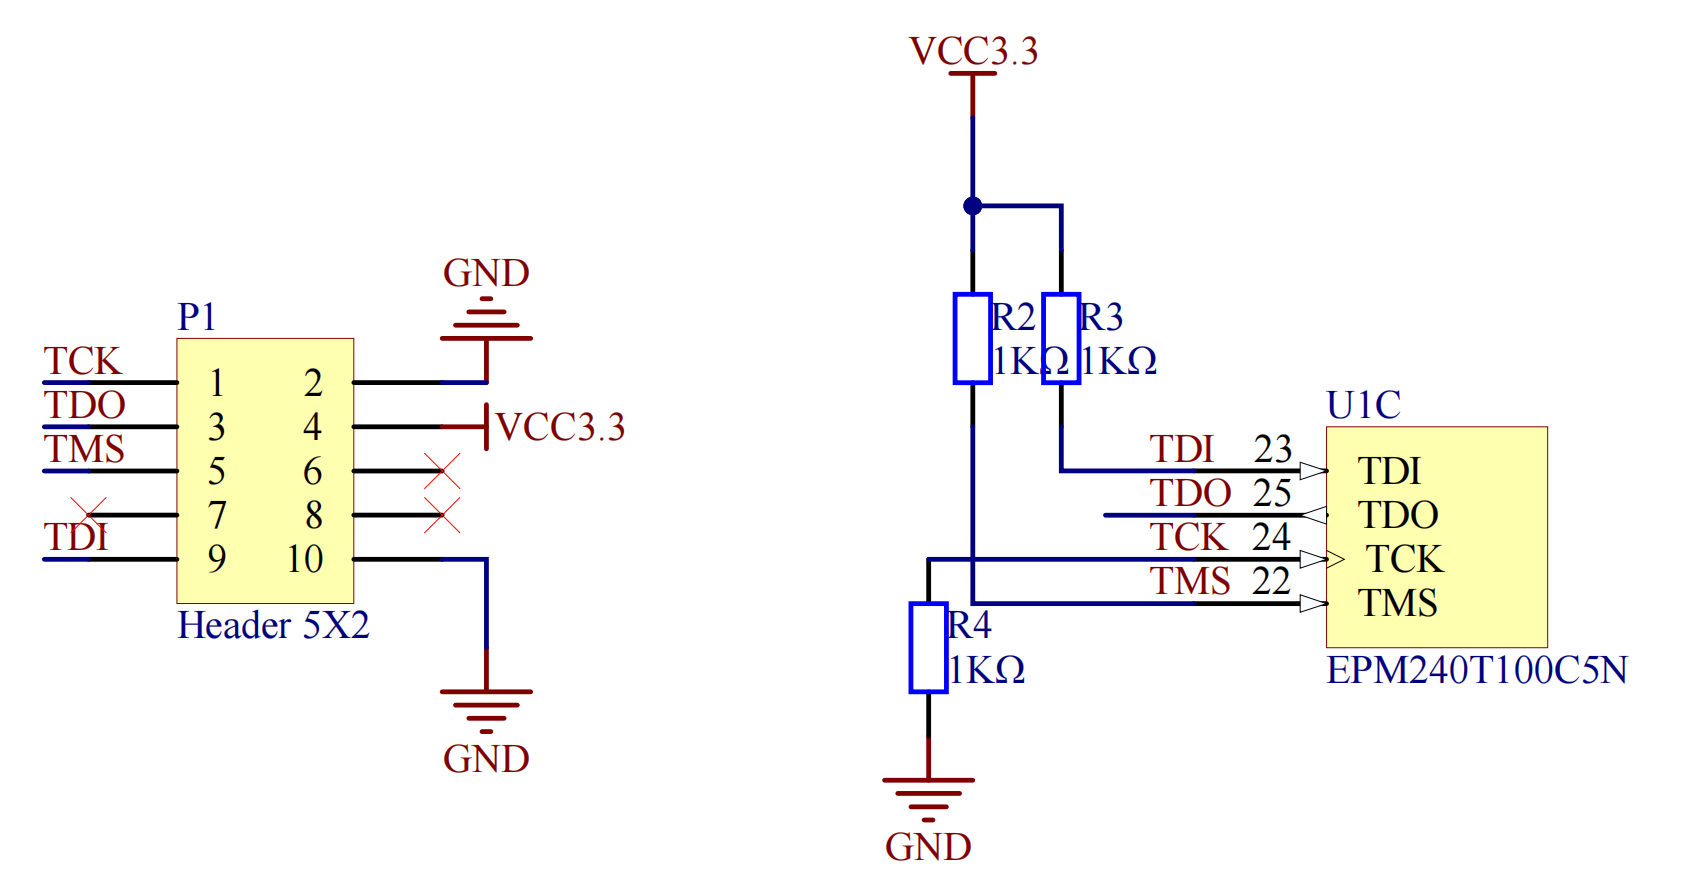 VCC3.3
GND
P1
R2
R3
TCK
1
2
1KΩ
1KΩ
TDO
3
4
VCC3.3
U1C
TMS
5
6
TDI
23
TDI
7
8
TDO
25
TDO
TDI
9
10
TCK
24
TCK
TMS
22
TMS
Header 5X2
R4
1KΩ
EPM240T100C5N
GND
GND